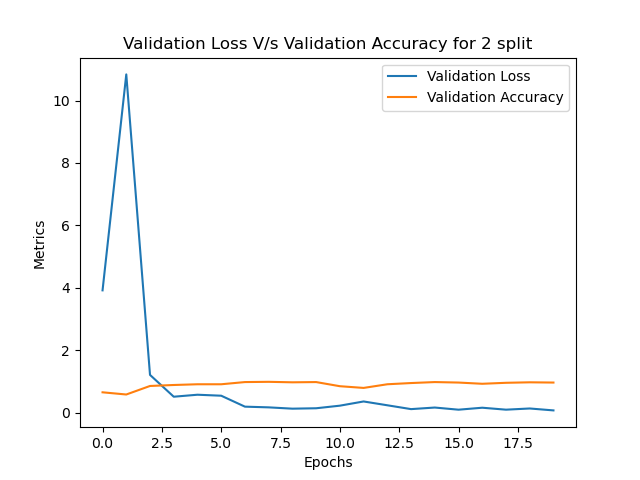 Validation Loss V/s Validation Accuracy for 2 split
Validation Loss
Validation Accuracy
10
8
6
4
2
0
Metrics
0.0 2.5 5.0 7.5 10.0 12.5 15.0 17.5
Epochs